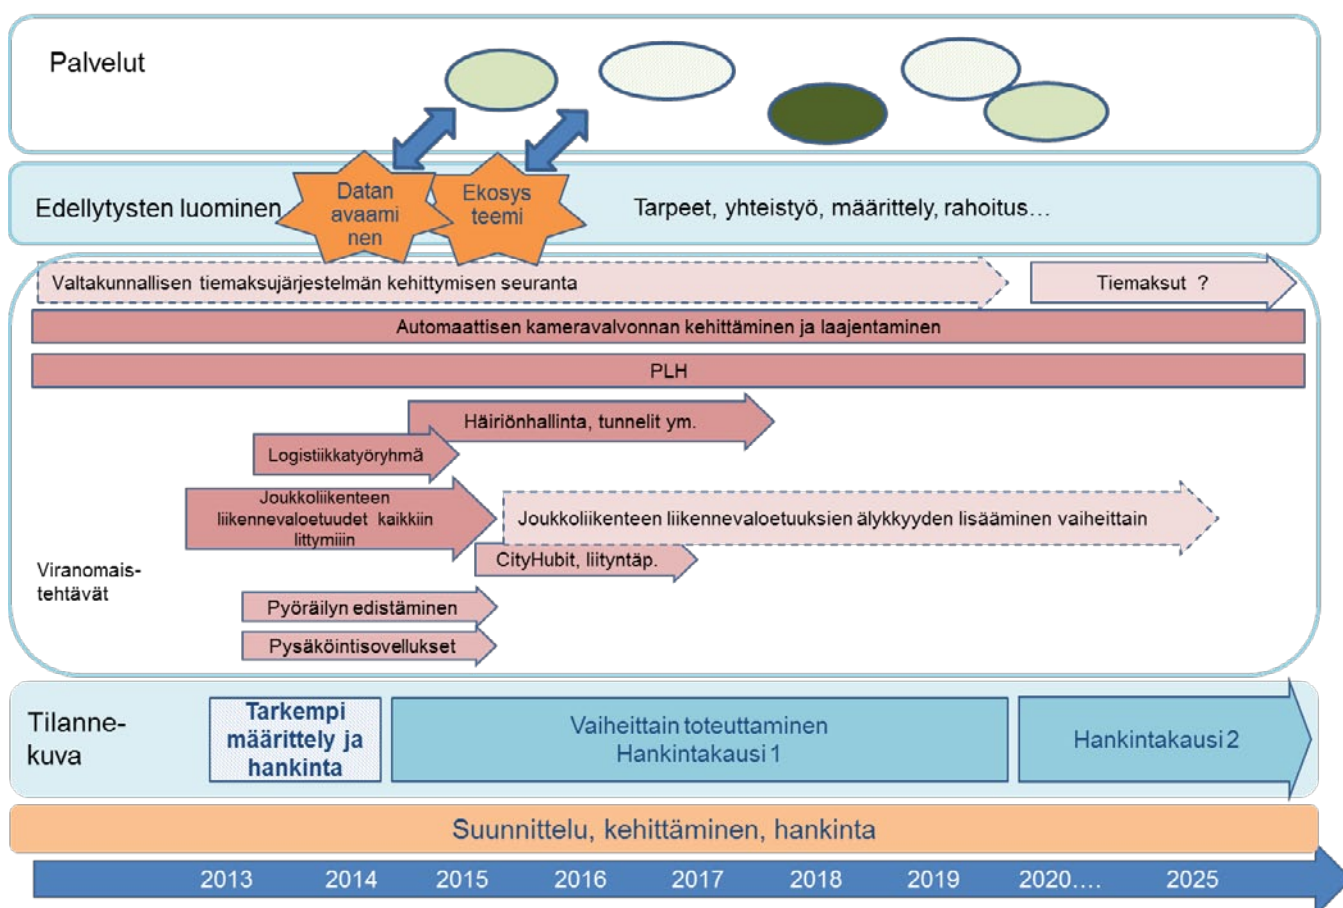 Palvelut
Edellytysten luominen
Datan
avaami
nen
Ekosys
teemi
Tarpeet, yhteistyö, määrittely, rahoitus…
Valtakunnallisen tiemaksujärjestelmän kehittymisen seuranta
Tiemaksut ?
Automaattisen kameravalvonnan kehittäminen ja laajentaminen
PLH
Häiriönhallinta, tunnelit ym.
Logistiikkatyöryhmä
Joukkoliikenteen
liikennevaloetuudet kaikkiin
littymiiin
Joukkoliikenteen liikennevaloetuuksien älykkyyden lisääminen vaiheittain
CityHubit, liityntäp.
Viranomais-
tehtävät
Pyöräilyn edistäminen
Pysäköintisovellukset
Tilanne-
kuva
Tarkempi
määrittely ja
hankinta
Vaiheittain toteuttaminen
Hankintakausi 1
Hankintakausi 2
Suunnittelu, kehittäminen, hankinta
2013 2014 2015 2016 2017 2018 2019 2020…. 2025